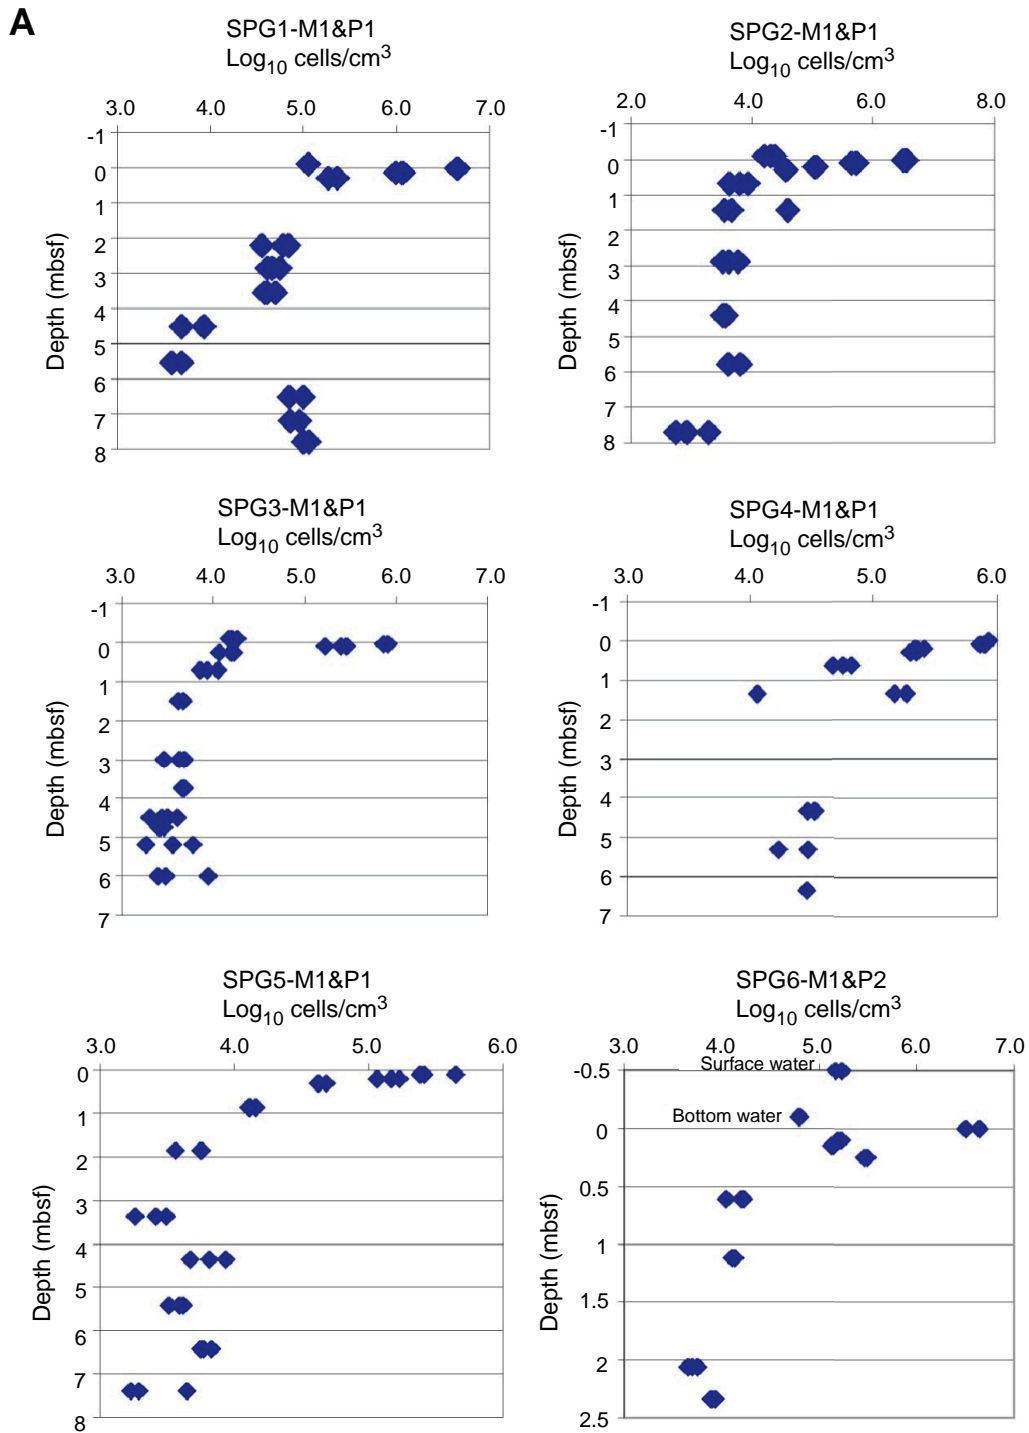 A
SPG1-M1&P1
Log10 cells/cm3
3.0 4.0 5.0 6.0 7.0
-1
0
1
2
3
4
5
6
7
8
Depth (mbsf)
SPG2-M1&P1
Log10 cells/cm3
2.0 4.0 6.0 8.0
-1
0
1
2
3
4
5
6
7
8
Depth (mbsf)
SPG3-M1&P1
Log10 cells/cm3
3.0 4.0 5.0 6.0 7.0
-1
0
1
2
3
4
5
6
7
Depth (mbsf)
SPG4-M1&P1
Log10 cells/cm3
3.0 4.0 5.0 6.0
-1
0
1
2
3
4
5
6
7
Depth (mbsf)
SPG5-M1&P1
Log10 cells/cm3
3.0 4.0 5.0 6.0
0
1
2
3
4
5
6
7
8
Depth (mbsf)
SPG6-M1&P2
Log10 cells/cm3
3.0 4.0 5.0 6.0 7.0
Surface water
Bottom water
-0.5
0
0.5
1
1.5
2
2.5
Depth (mbsf)